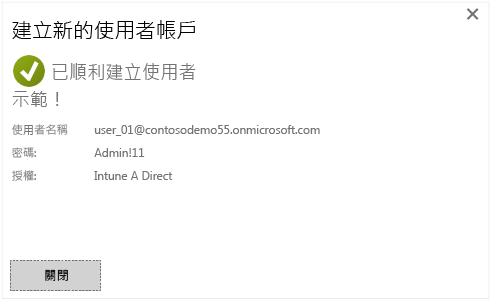 建立新的使用者帳戶
已順利建立使用者
示範！
使用者名稱 user_01@contosodemo55.onmicrosoft.com
密碼: Admin!11
授權: Intune A Direct
關閉